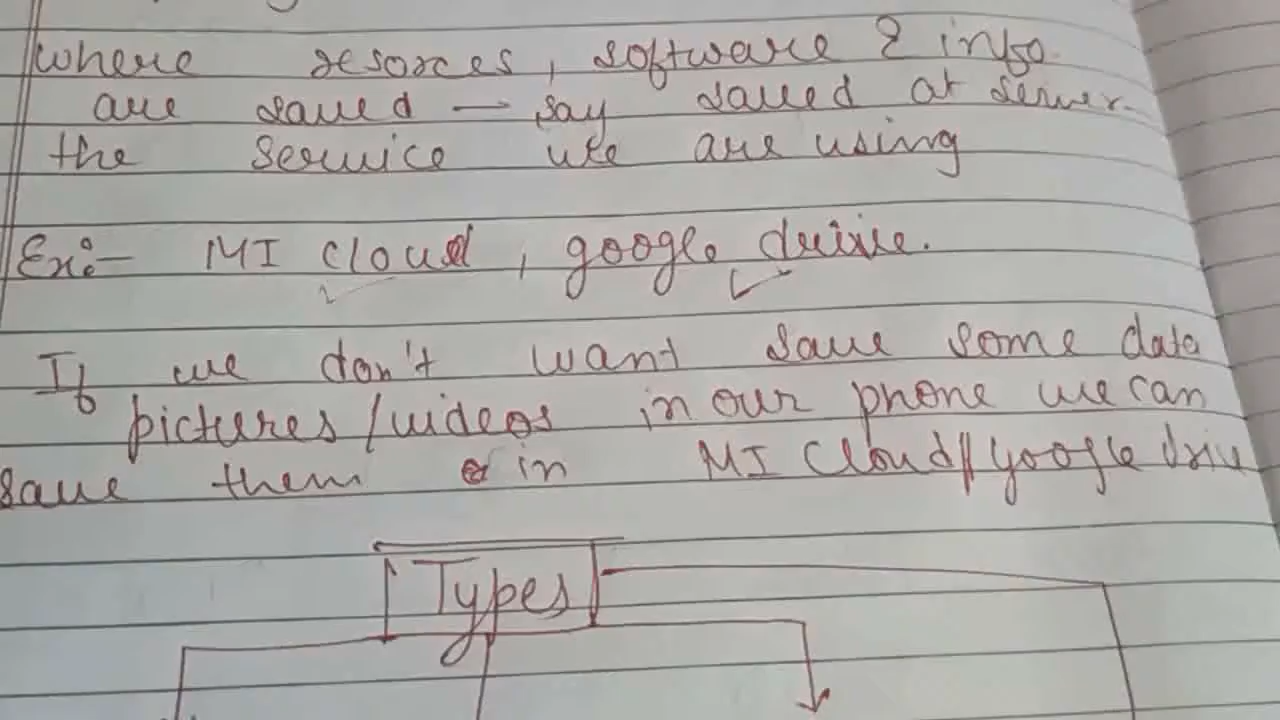 where resorces, software & info.
are saved — say saved at server.
the service we are using
Ex:- MI cloud, google drive.
If we don't want save some data
pictures/videos in our phone we can
save them in MI Cloud//google driv
Types